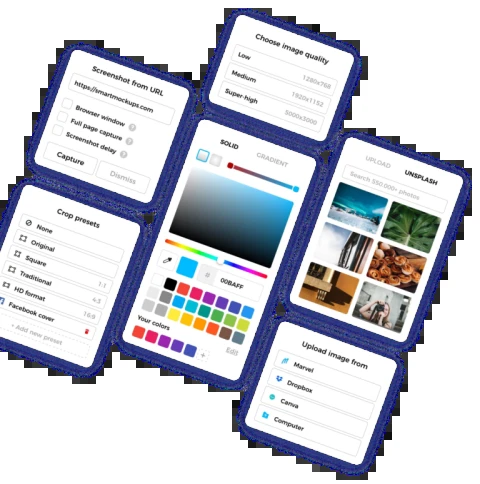 Choose image quality
Low 1280x768
Medium 1920x1152
Super-high 5000x3000
Screenshot from URL
https://smartmockups.com
Browser window ?
Full page capture ?
Screenshot delay ?
Capture Dismiss
SOLID GRADIENT
00BAFF
Your colors
Edit
UPLOAD UNSPLASH
Search 550 000+ photos
Crop presets
None
Original
Square
Traditional 1:1
HD format 4:3
Facebook cover 16:9
+ Add new preset
Upload image from
Marvel
Dropbox
Canva
Computer